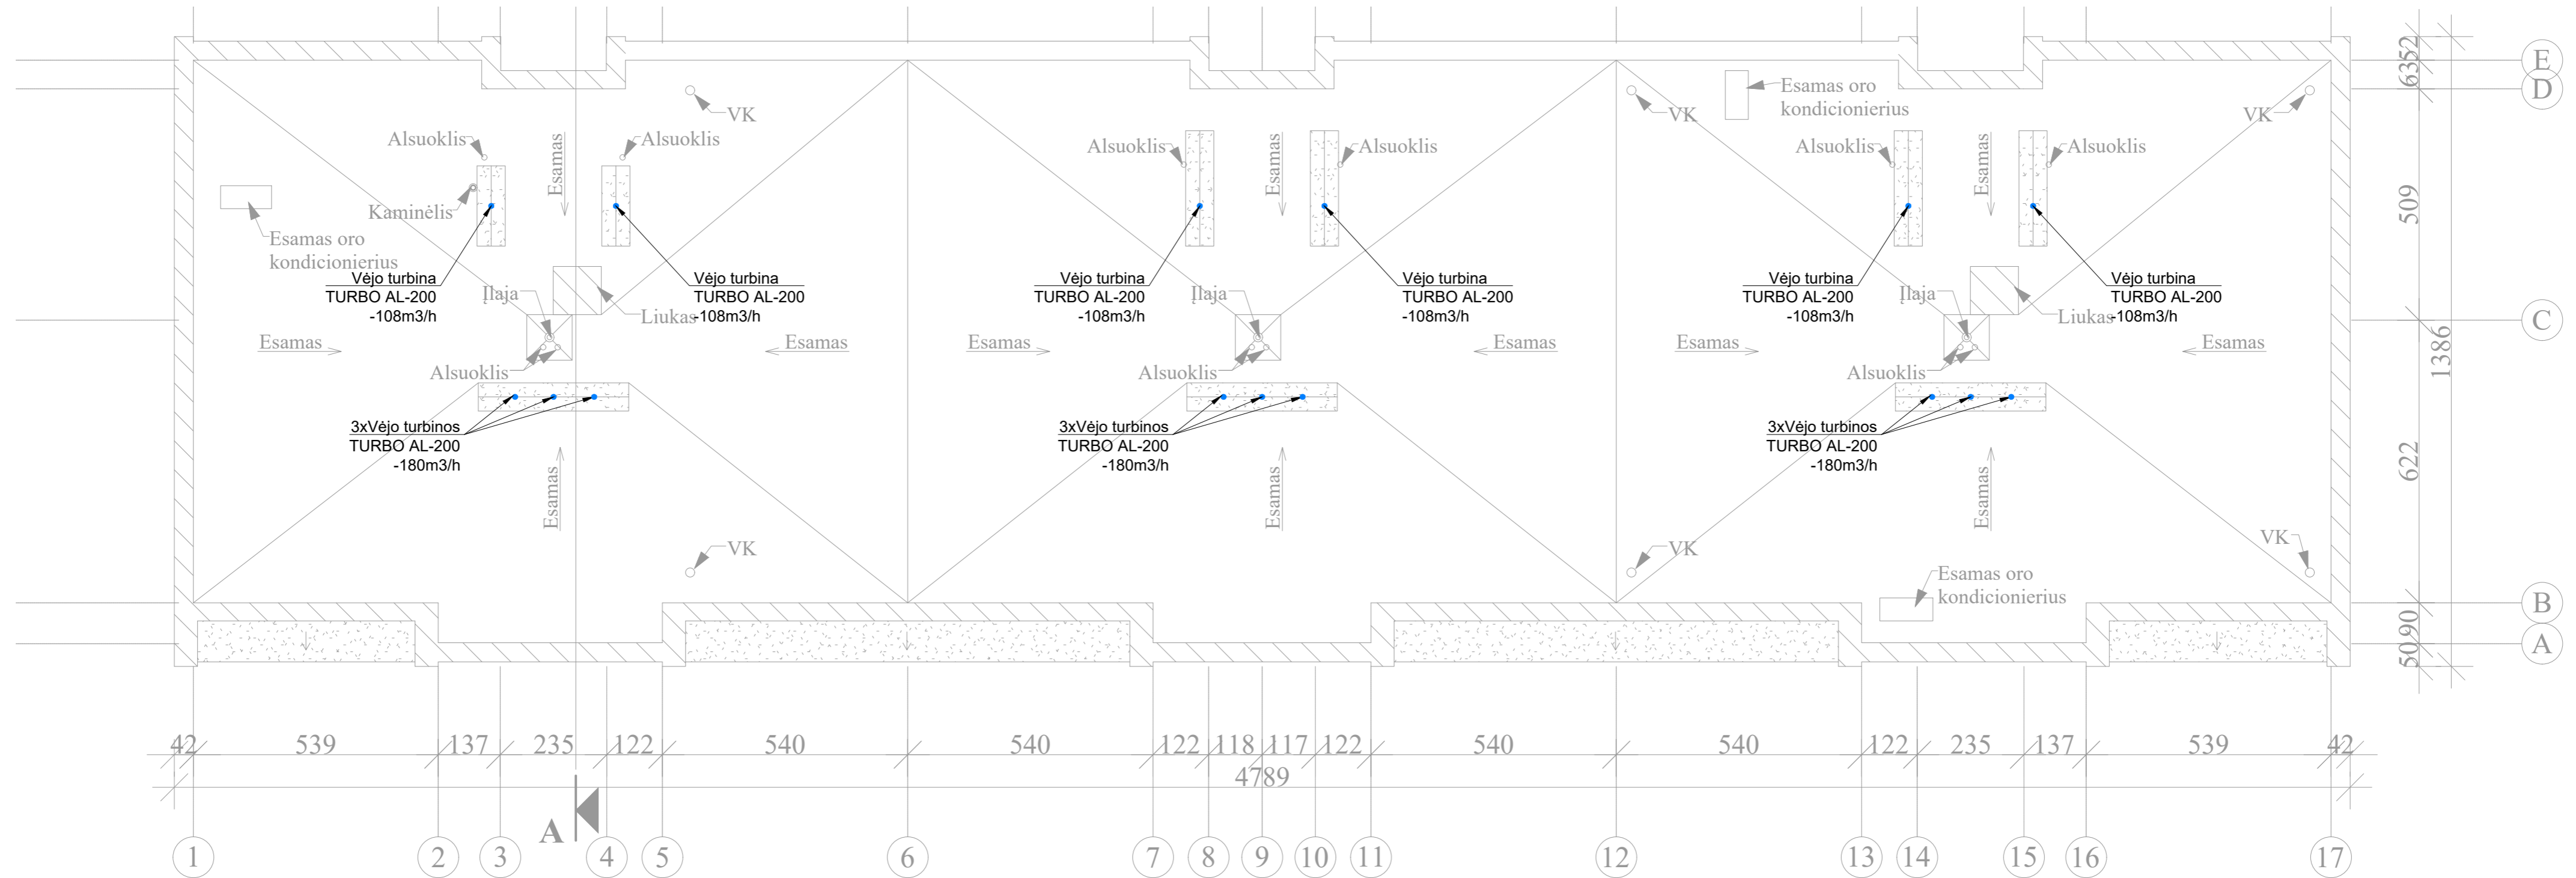 E
D
6352
VK
Esamas oro
kondicionierius
VK
VK
Alsuoklis
Esamas
Alsuoklis
Alsuoklis
Esamas
Alsuoklis
Alsuoklis
Esamas
Alsuoklis
Kaminėlis
509
Esamas oro
kondicionierius
Vėjo turbina
TURBO AL-200
-108m3/h
Vėjo turbina
TURBO AL-200
-108m3/h
Vėjo turbina
TURBO AL-200
-108m3/h
Vėjo turbina
TURBO AL-200
-108m3/h
Vėjo turbina
TURBO AL-200
-108m3/h
Vėjo turbina
TURBO AL-200
-108m3/h
Įlaja
Liukas
Įlaja
Įlaja
Liukas
C
1386
Esamas
Esamas
Esamas
Esamas
Esamas
Esamas
Alsuoklis
Alsuoklis
Alsuoklis
3xVėjo turbinos
TURBO AL-200
-180m3/h
3xVėjo turbinos
TURBO AL-200
-180m3/h
3xVėjo turbinos
TURBO AL-200
-180m3/h
622
Esamas
Esamas
Esamas
VK
VK
VK
Esamas oro
kondicionierius
B
A
5090
42 539 137 235 122 540 540 122 118 117 122 540 540 122 235 137 539 42
4789
A
1 2 3 4 5 6 7 8 9 10 11 12 13 14 15 16 17